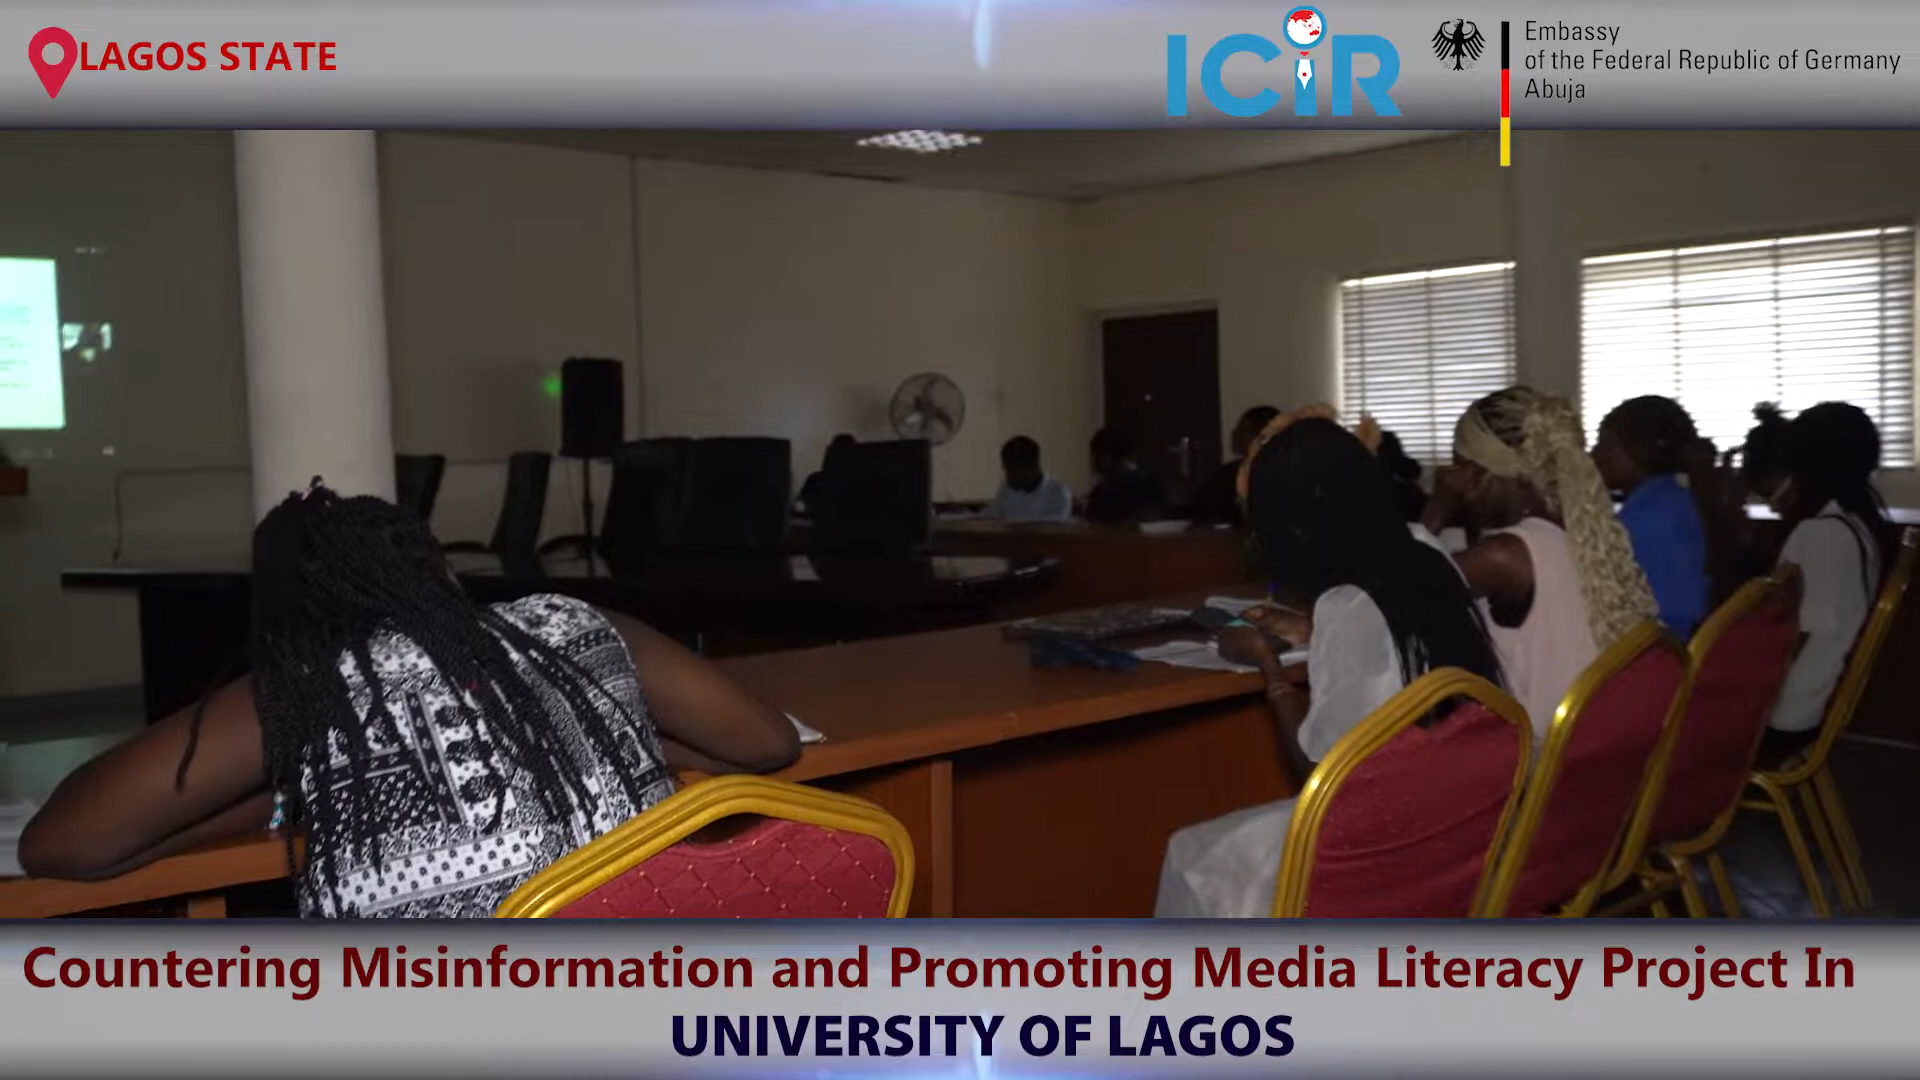 LAGOS STATE
ICiR
Embassy
of the Federal Republic of Germany
Abuja
Countering Misinformation and Promoting Media Literacy Project In
UNIVERSITY OF LAGOS